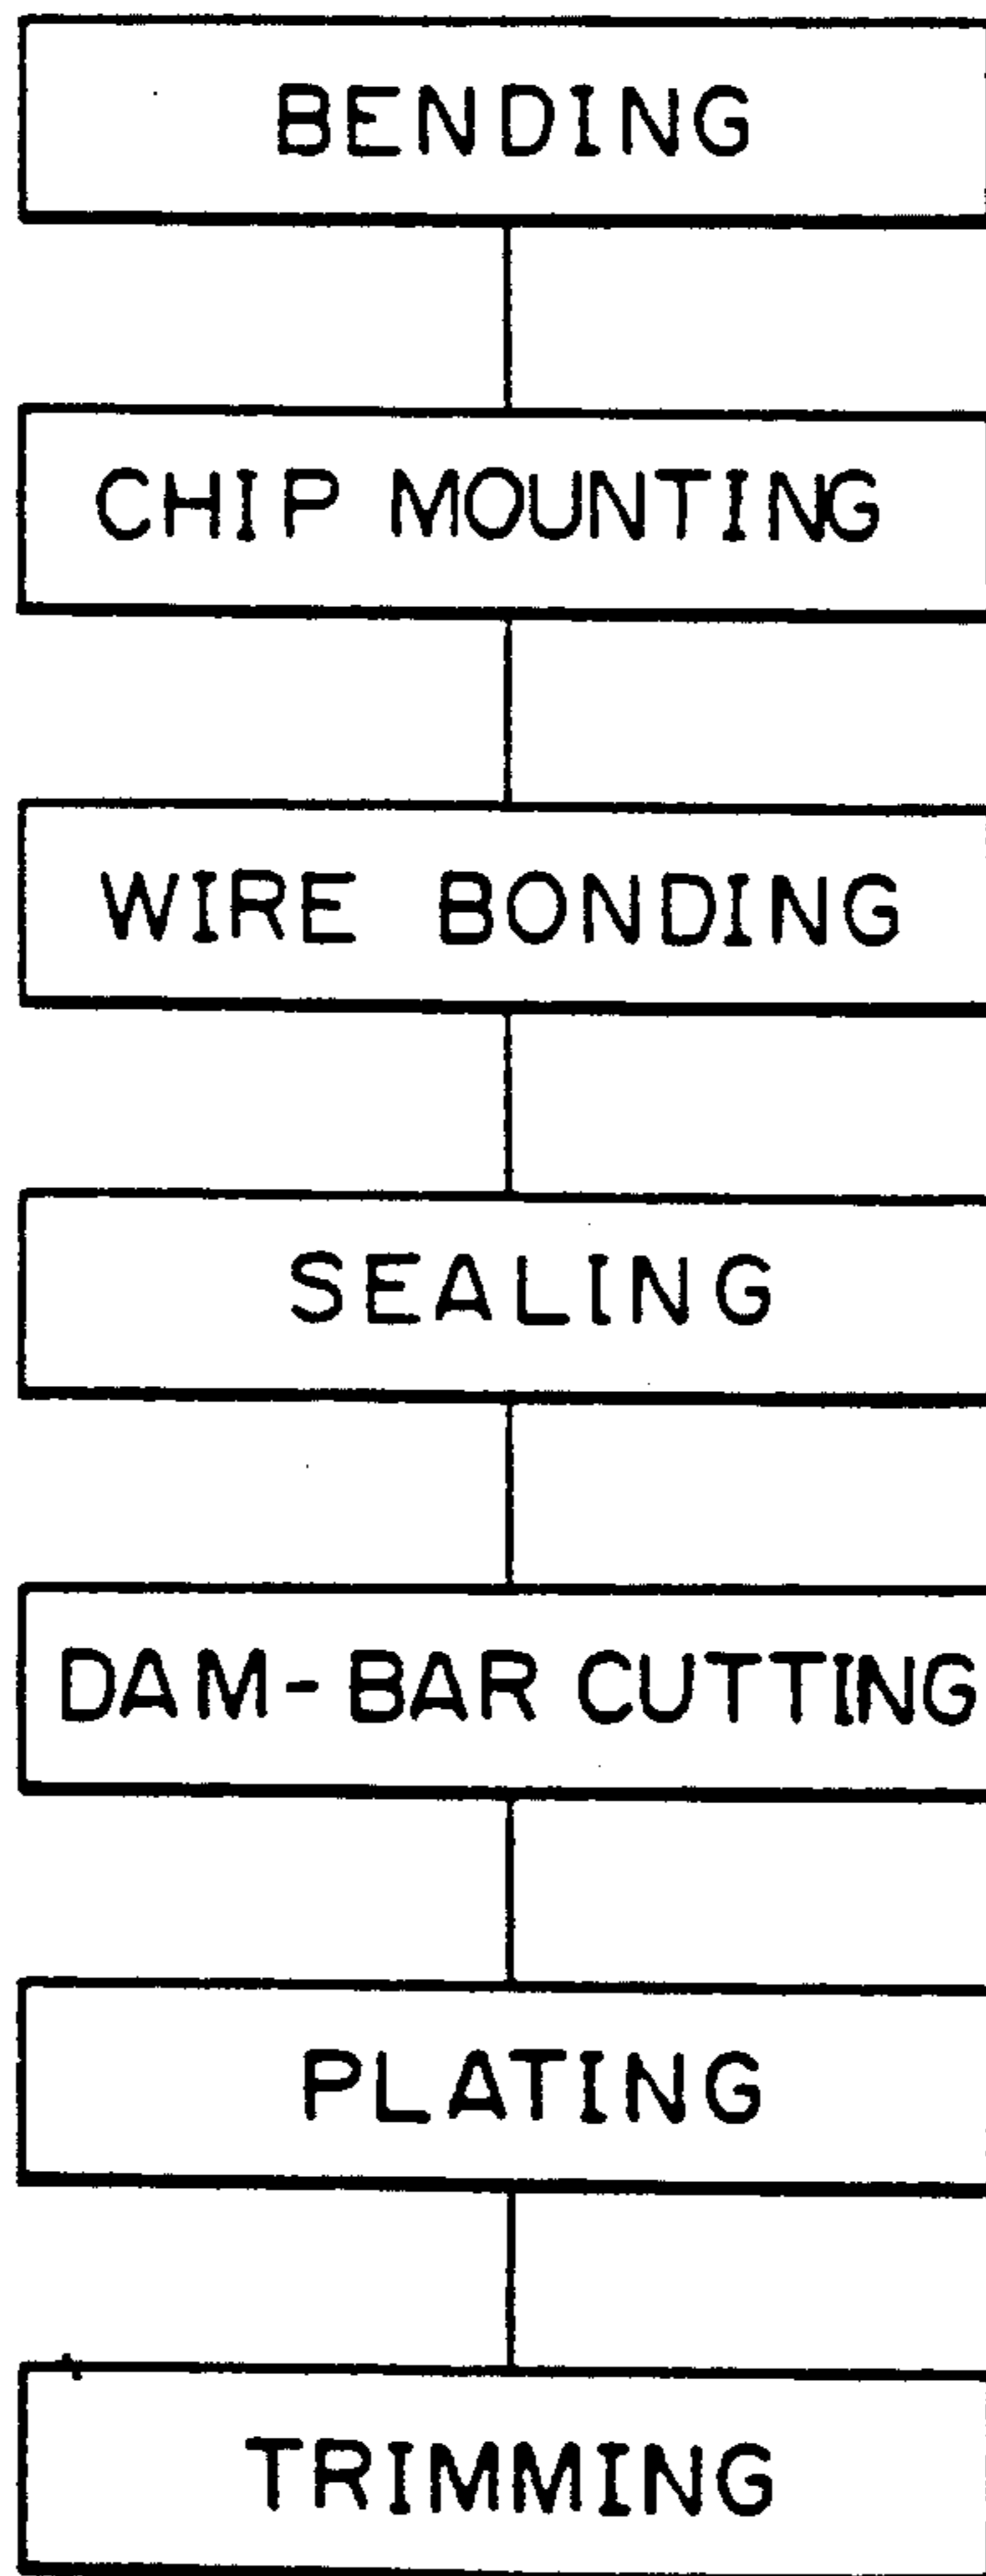 BENDING
CHIP MOUNTING
WIRE BONDING
SEALING
DAM-BAR CUTTING
PLATING
TRIMMING